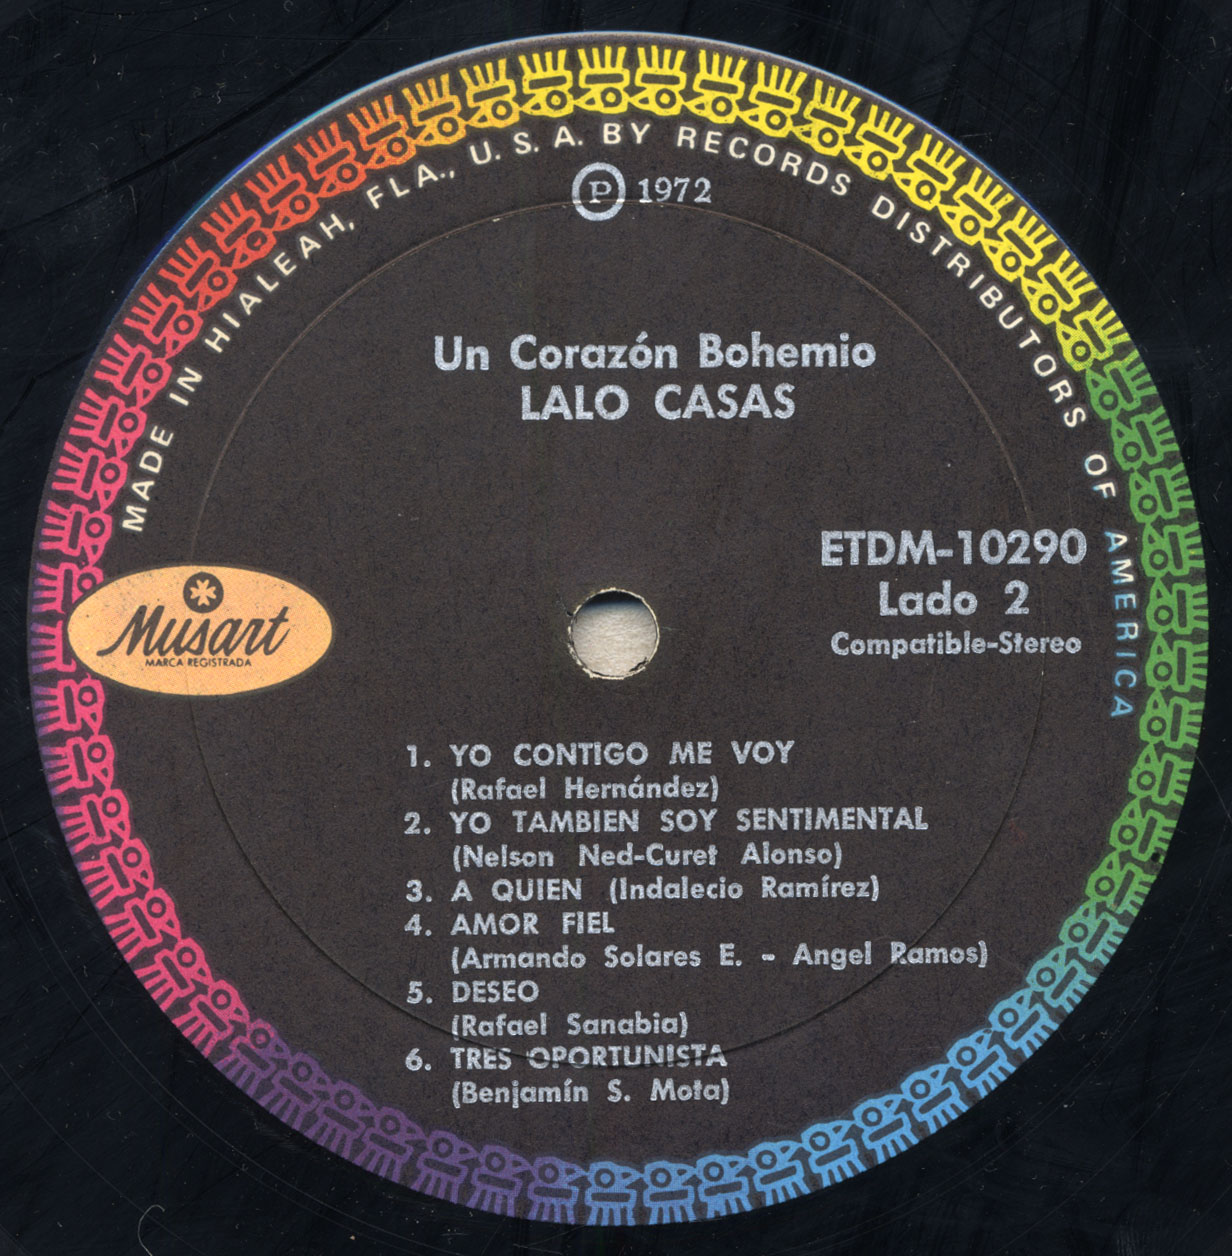 MADE IN HIALEAH, FLA., U.S.A. BY RECORDS DISTRIBUTORS OF AMERICA
Ⓟ 1972
Un Corazón Bohemio
LALO CASAS
ETDM-10290
Lado 2
Compatible-Stereo
Musart
MARCA REGISTRADA
1. YO CONTIGO ME VOY
(Rafael Hernández)
2. YO TAMBIEN SOY SENTIMENTAL
(Nelson Ned-Curet Alonso)
3. A QUIEN (Indalecio Ramírez)
4. AMOR FIEL
(Armando Solares E. - Angel Ramos)
5. DESEO
(Rafael Sanabia)
6. TRES OPORTUNISTA
(Benjamín S. Mota)